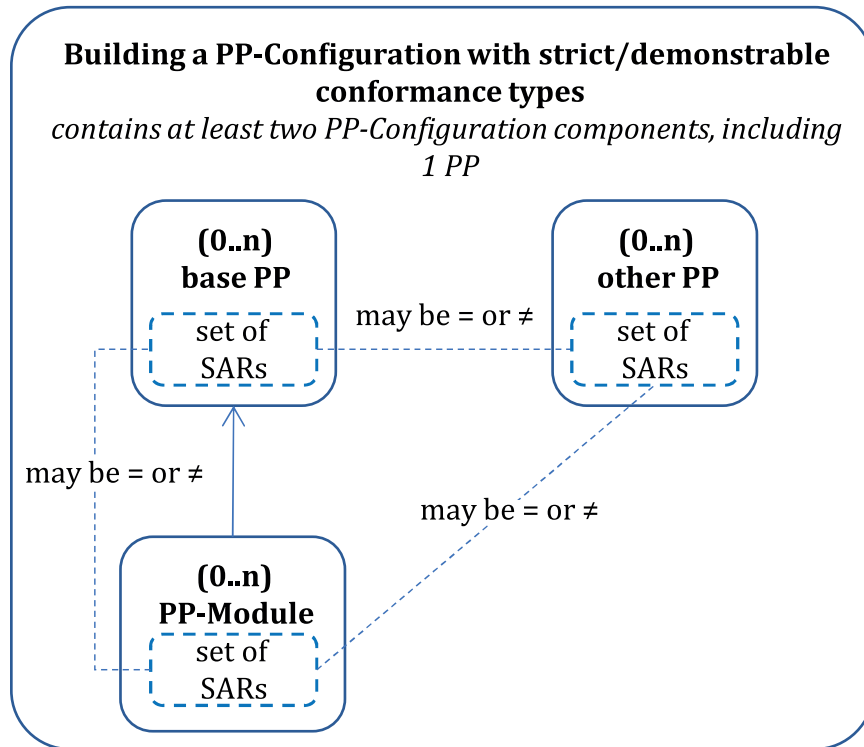 Building a PP-Configuration with strict/demonstrable
conformance types
contains at least two PP-Configuration components, including
1 PP
(0..n)
base PP
set of
SARs
may be = or ≠
(0..n)
other PP
set of
SARs
may be = or ≠
may be = or ≠
(0..n)
PP-Module
set of
SARs